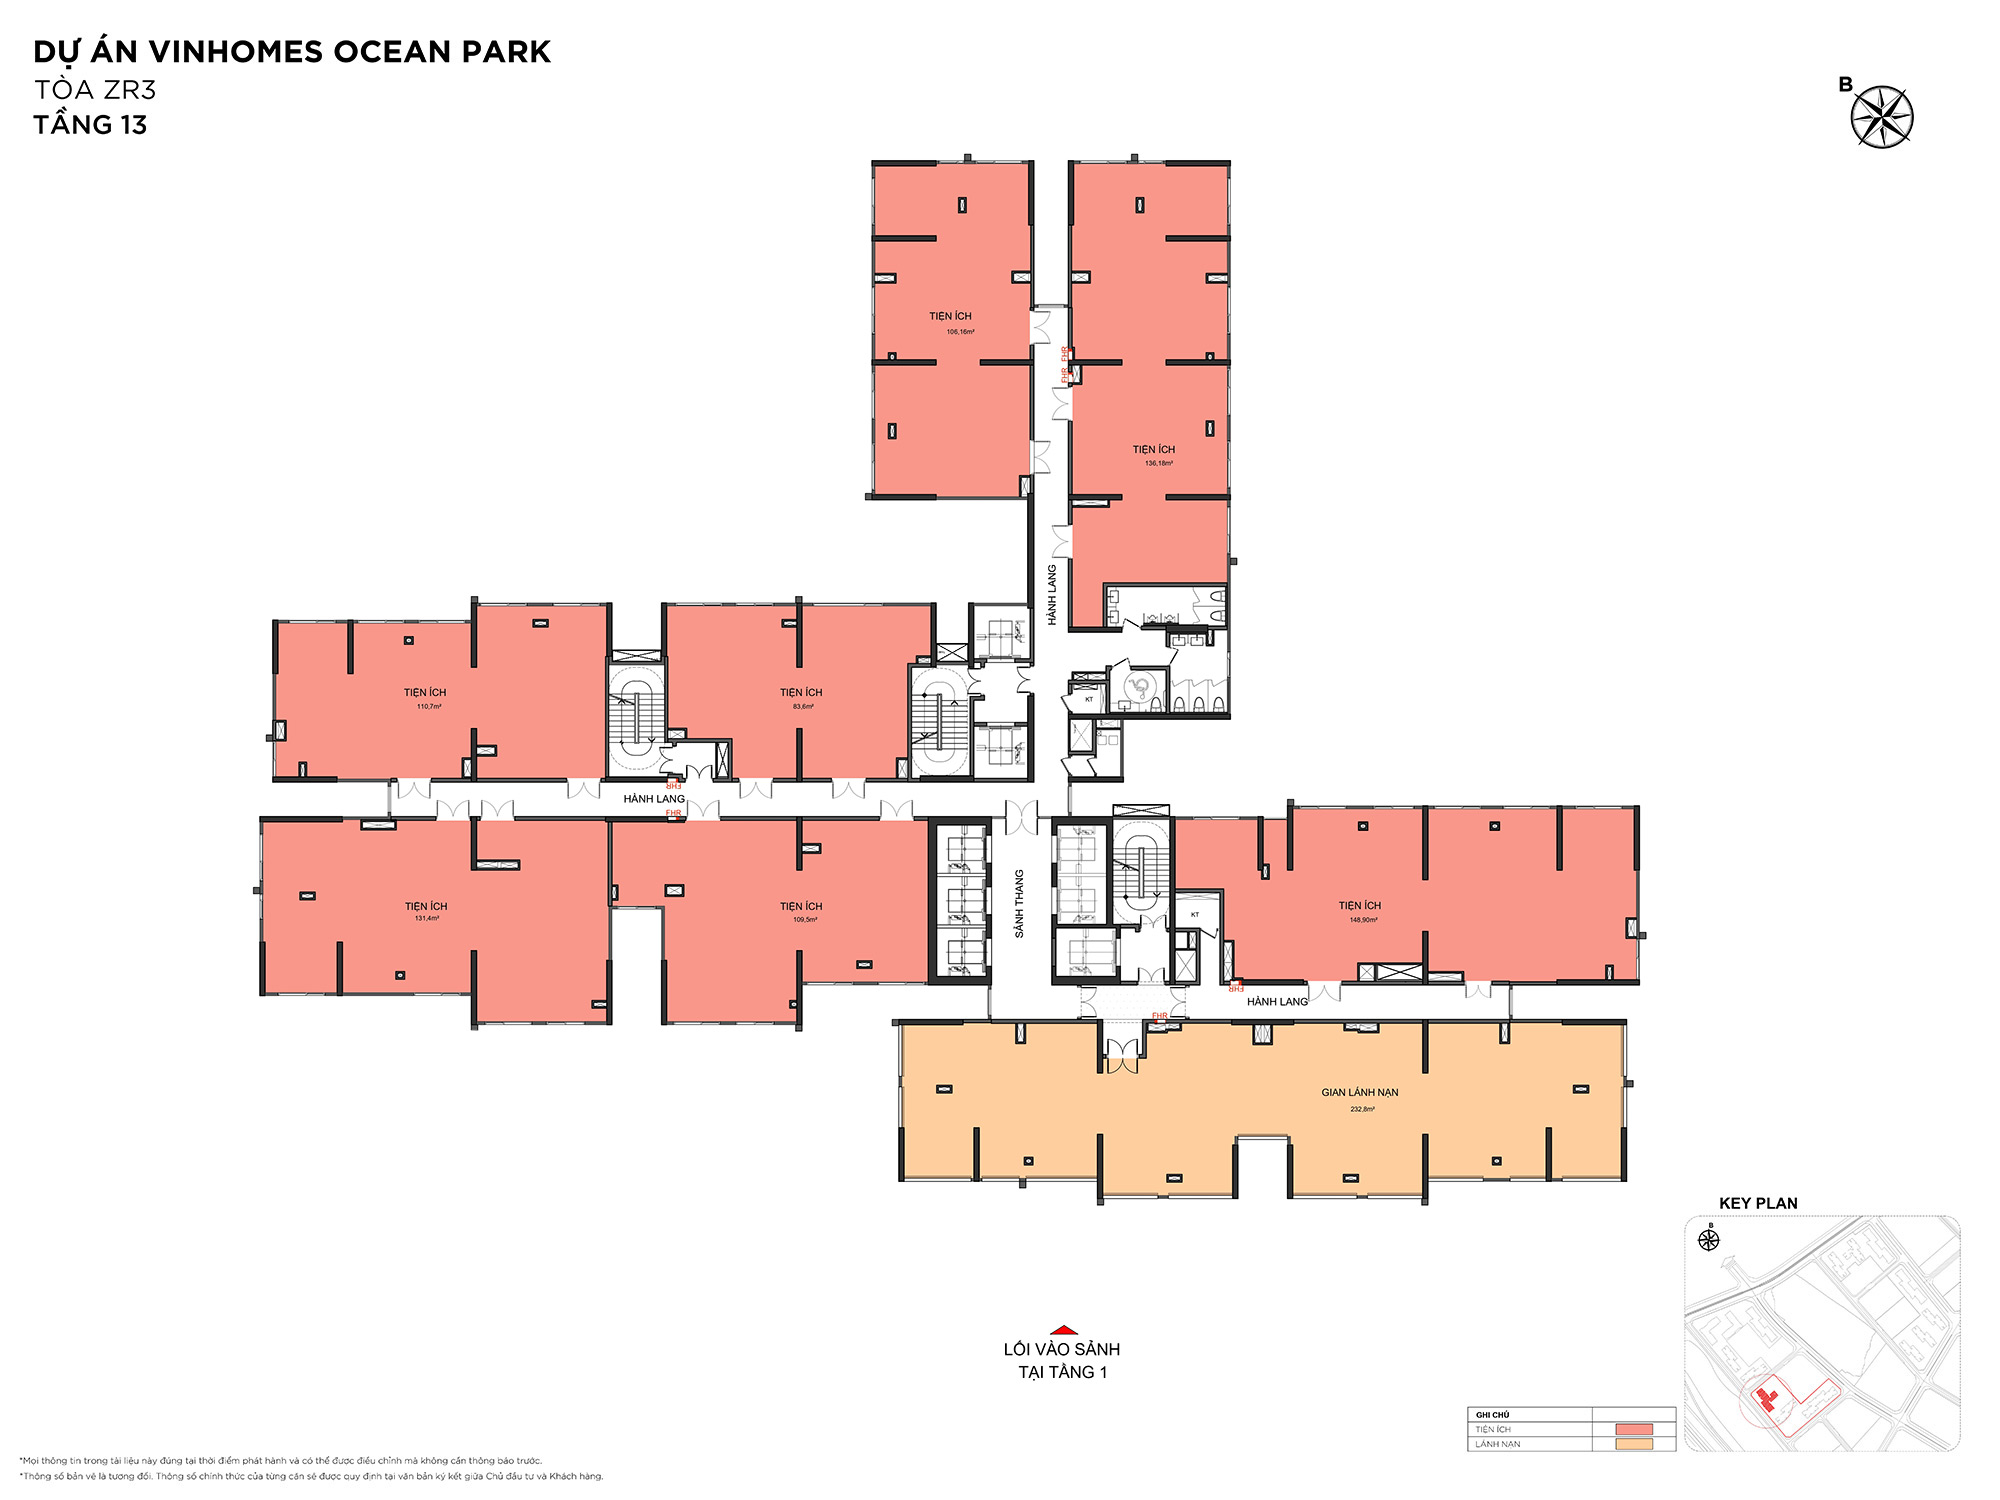 DỰ ÁN VINHOMES OCEAN PARK
TÒA ZR3
TẦNG 13
B
TIỆN ÍCH
106,16m²
FHR
FHR
TIỆN ÍCH
136,18m²
HÀNH LANG
TIỆN ÍCH
110,7m²
TIỆN ÍCH
83,6m²
KT
FHR
HÀNH LANG
FHR
TIỆN ÍCH
131,4m²
TIỆN ÍCH
109,5m²
SẢNH THANG
KT
TIỆN ÍCH
148,90m²
FHR
HÀNH LANG
FHR
GIAN LÁNH NẠN
232,8m²
KEY PLAN
B
LỐI VÀO SẢNH
TẠI TẦNG 1
GHI CHÚ
TIỆN ÍCH
LÁNH NẠN
*Mọi thông tin trong tài liệu này đúng tại thời điểm phát hành và có thể được điều chỉnh mà không cần thông báo trước.
*Thông số bản vẽ là tương đối. Thông số chính thức của từng căn sẽ được quy định tại văn bản ký kết giữa Chủ đầu tư và Khách hàng.